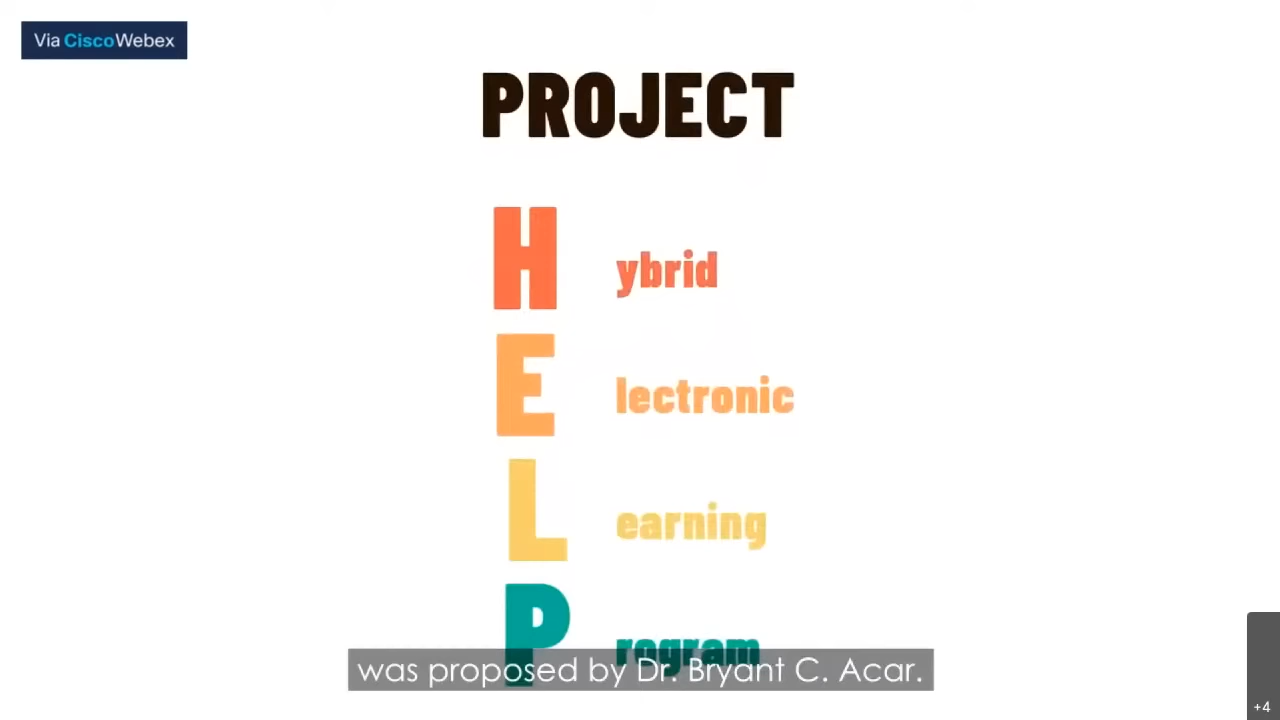 Via CiscoWebex
PROJECT
H ybrid
E lectronic
L earning
P rogram
was proposed by Dr. Bryant C. Acar.
+4